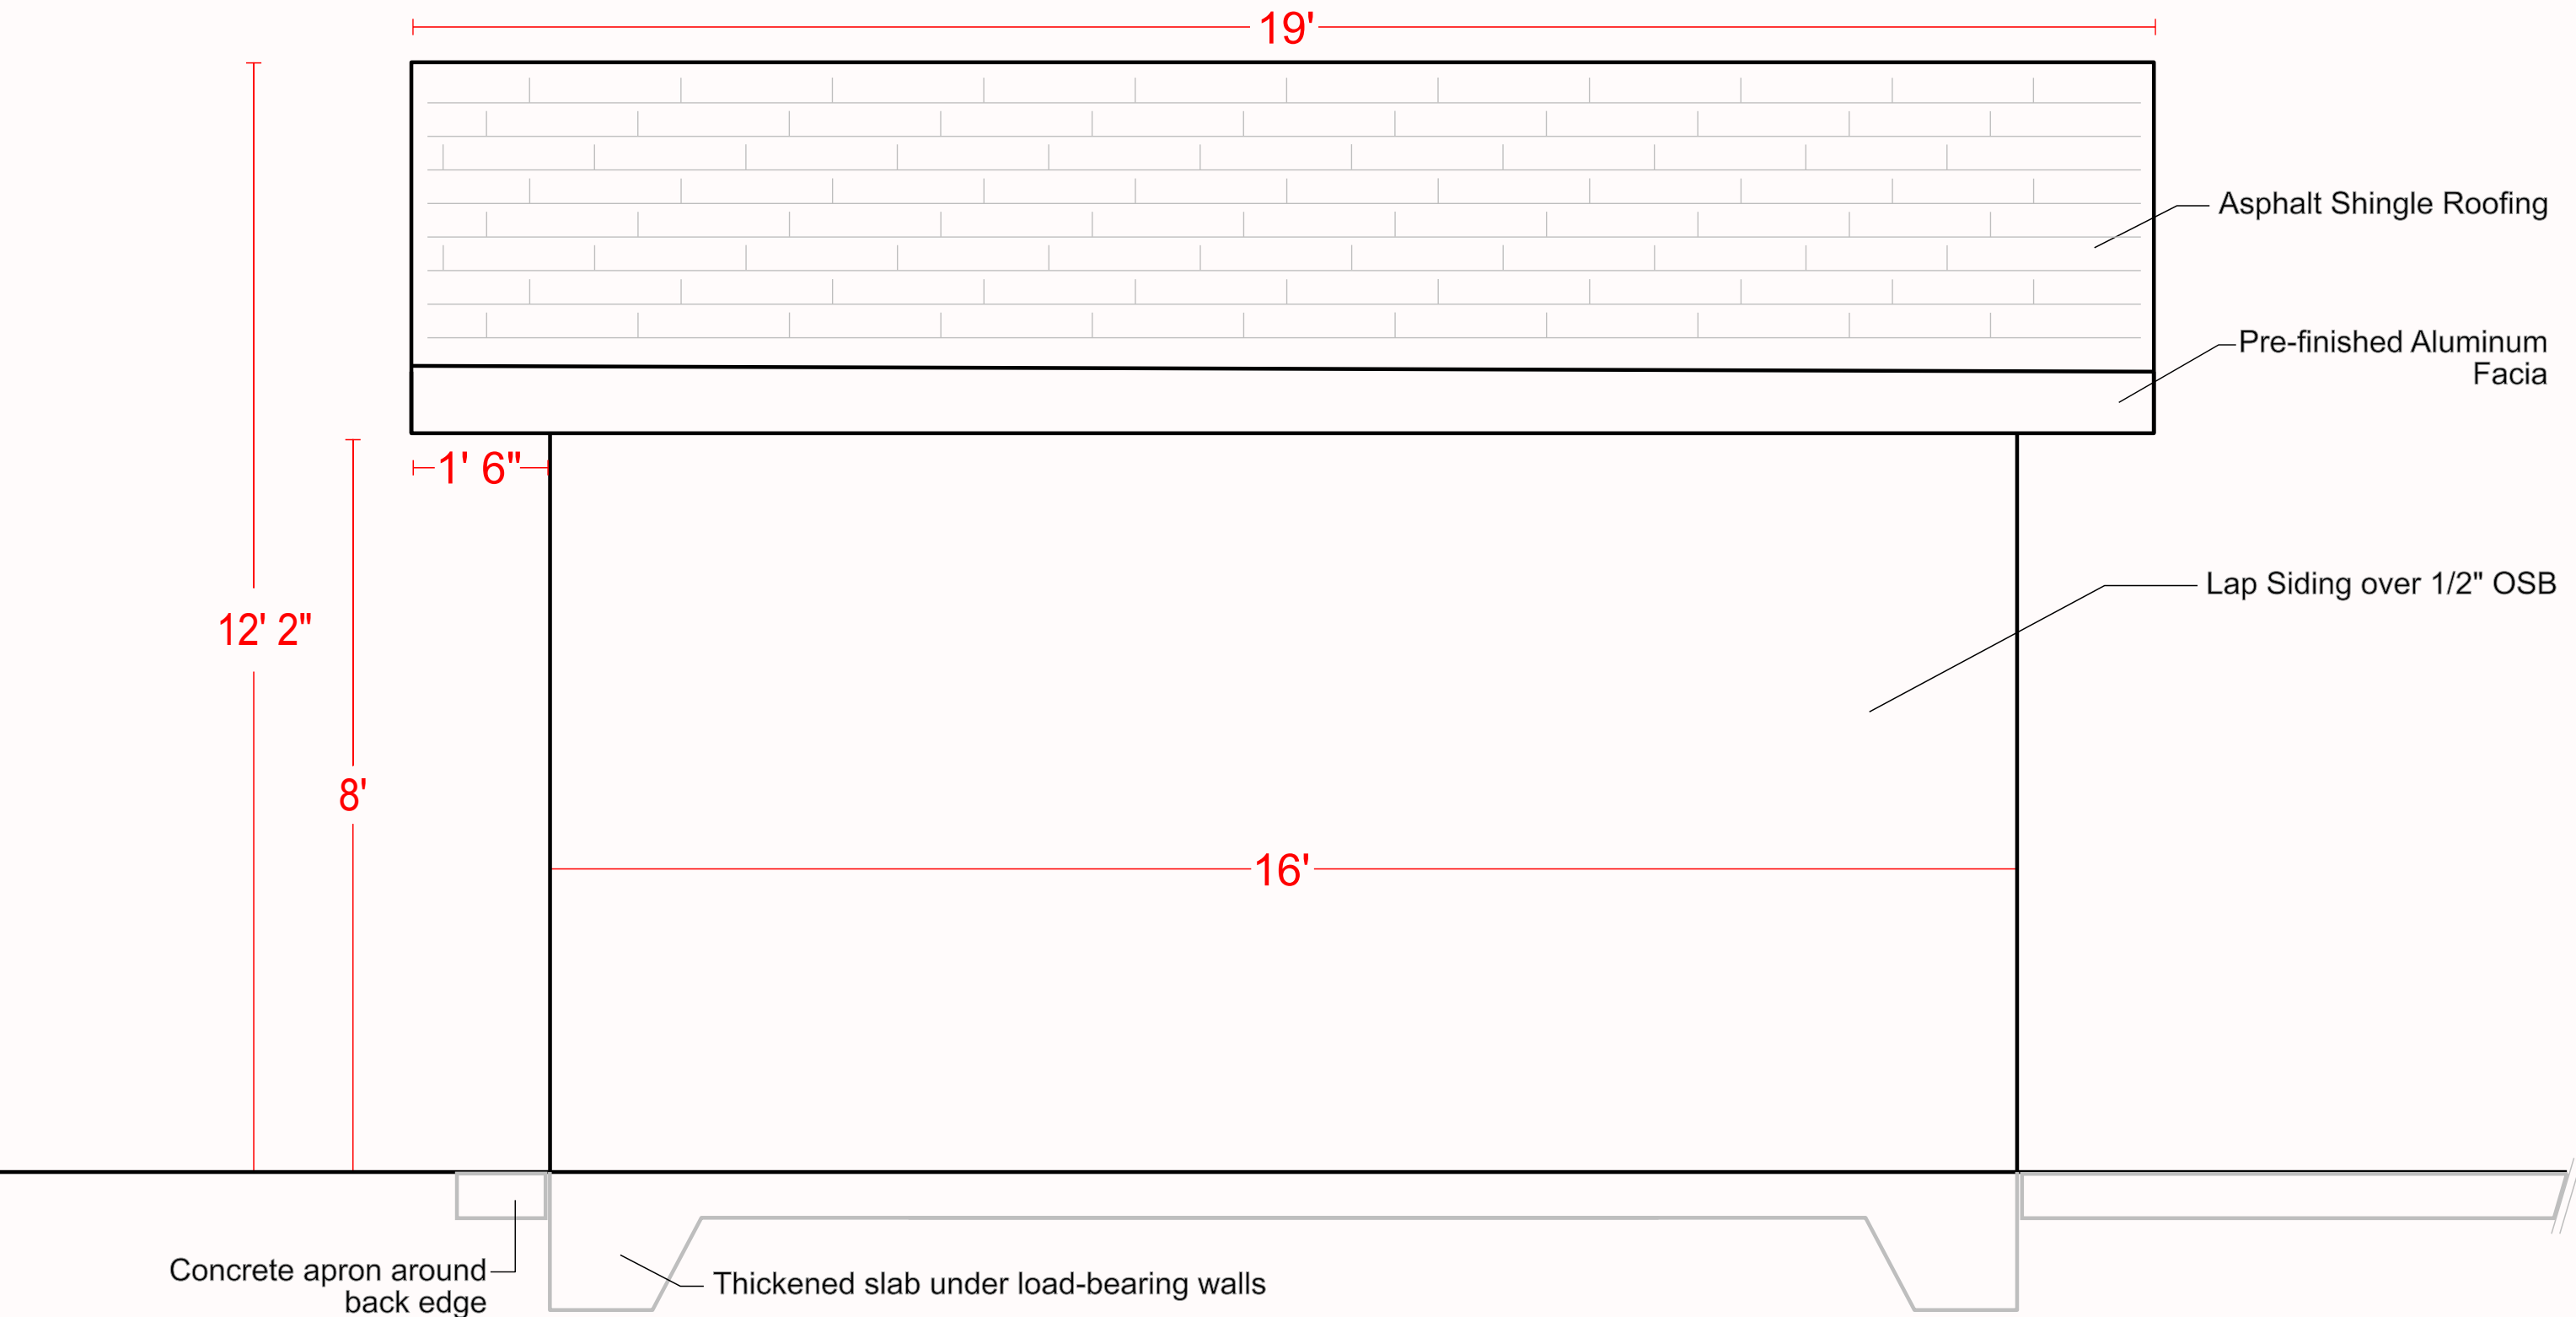 19'
Asphalt Shingle Roofing
Pre-finished Aluminum
Facia
1' 6"
Lap Siding over 1/2" OSB
12' 2"
8'
16'
Concrete apron around
back edge
Thickened slab under load-bearing walls